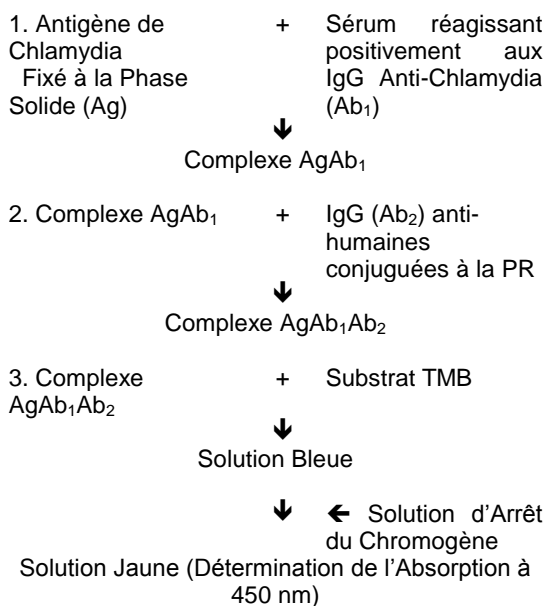 1. Antigène de + Sérum réagissant
Chlamydia positivement aux
Fixé à la Phase IgG Anti-Chlamydia
Solide (Ag) (Ab₁)
🡻
Complexe AgAb₁
2. Complexe AgAb₁ + IgG (Ab₂) anti-
humaines
conjuguées à la PR
🡻
Complexe AgAb₁Ab₂
3. Complexe + Substrat TMB
AgAb₁Ab₂
🡻
Solution Bleue
🡻 🡸 Solution d'Arrêt
du Chromogène
Solution Jaune (Détermination de l'Absorption à
450 nm)